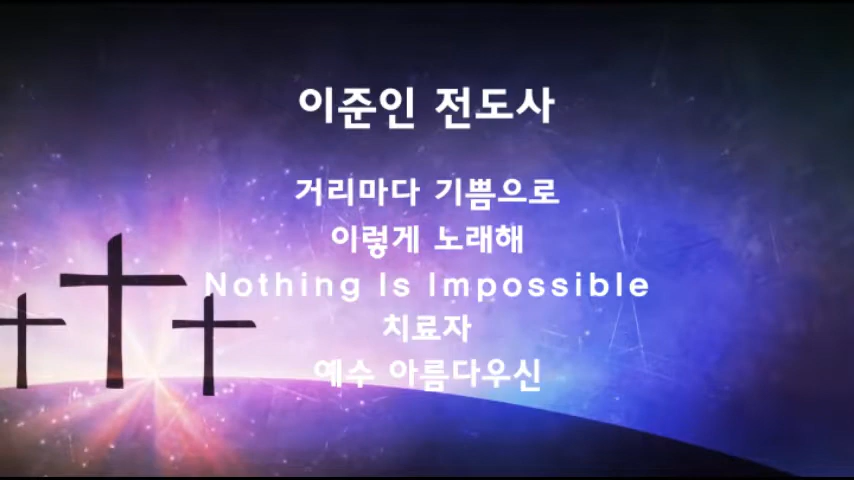 이준인 전도사
거리마다 기쁨으로
이렇게 노래해
Nothing Is Impossible
치료자
예수 아름다우신